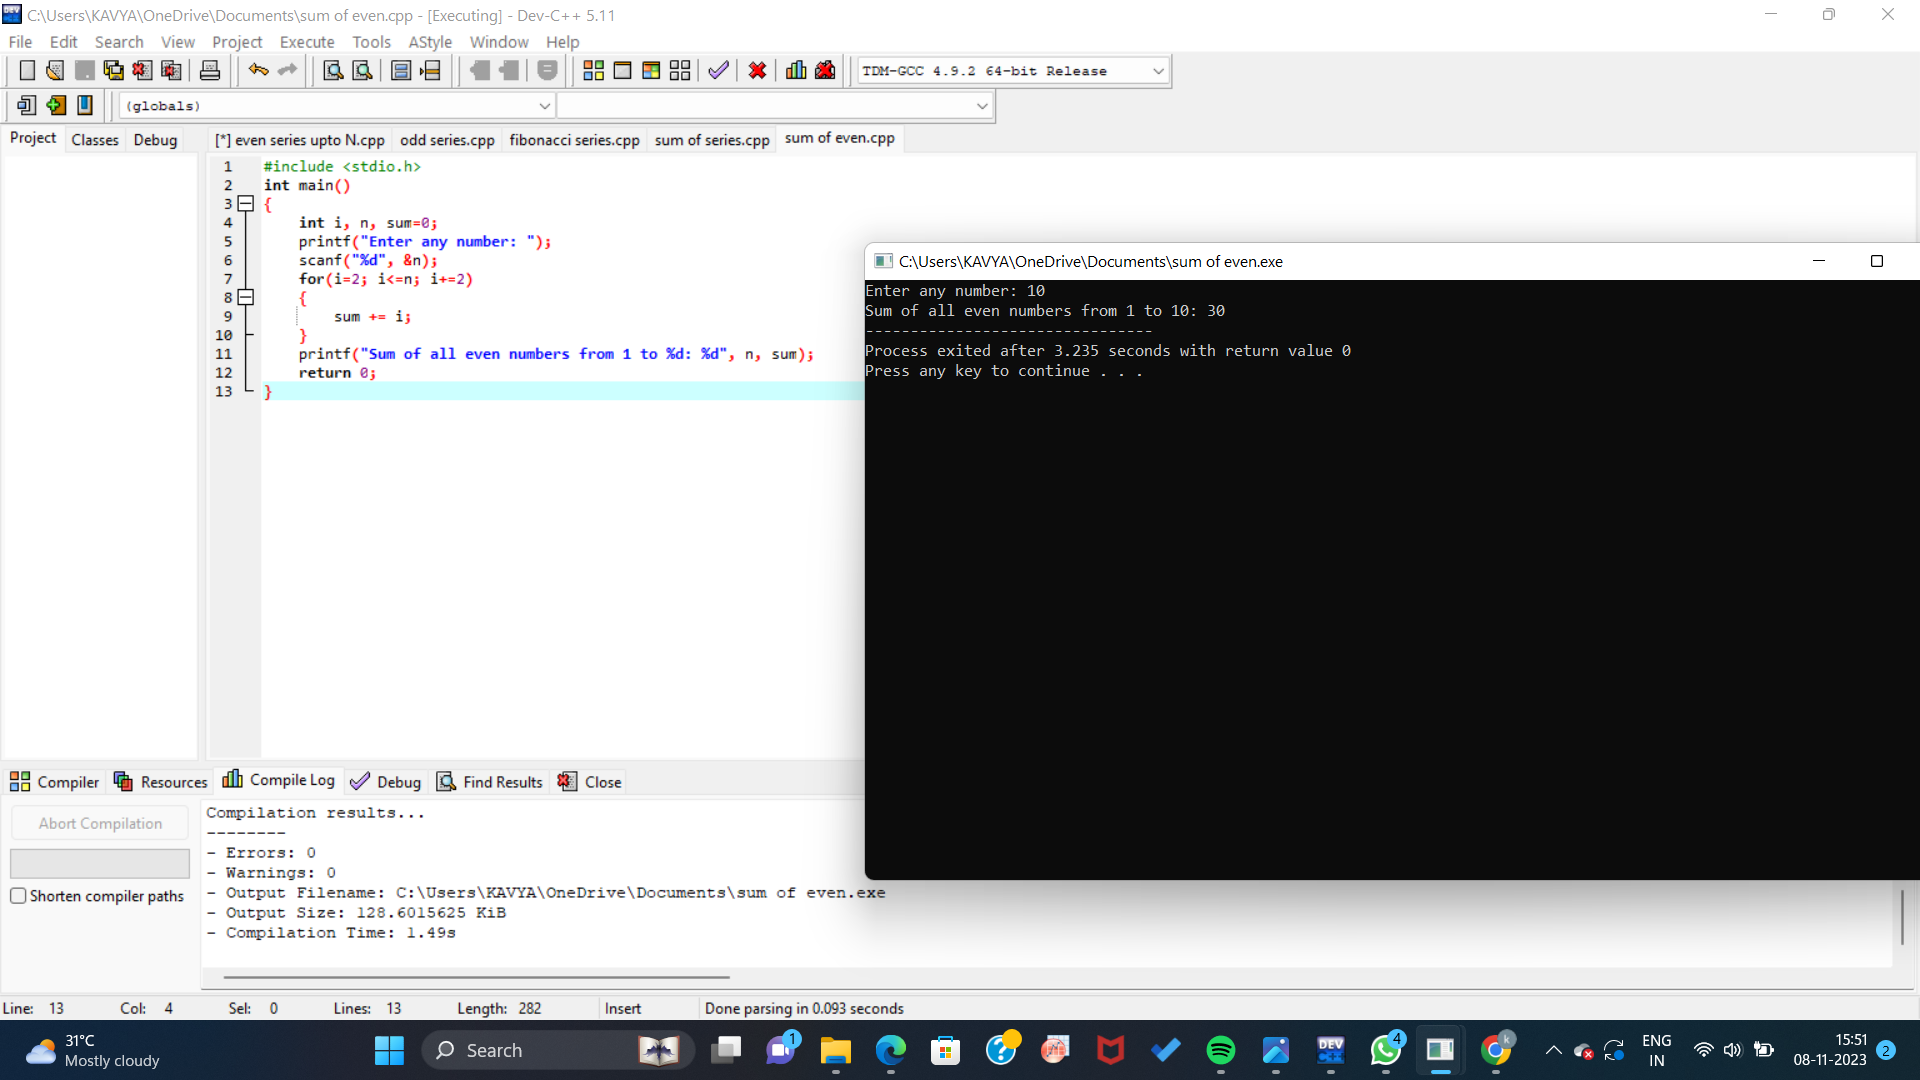 C:\Users\KAVYA\OneDrive\Documents\sum of even.cpp - [Executing] - Dev-C++ 5.11
File Edit Search View Project Execute Tools AStyle Window Help
TDM-GCC 4.9.2 64-bit Release
(globals)
Project Classes Debug
[*] even series upto N.cpp odd series.cpp fibonacci series.cpp sum of series.cpp sum of even.cpp
1 #include <stdio.h>
2 int main()
3 {
4 int i, n, sum=0;
5 printf("Enter any number: ");
6 scanf("%d", &n);
7 for(i=2; i<=n; i+=2)
8 {
9 sum += i;
10 }
11 printf("Sum of all even numbers from 1 to %d: %d", n, sum);
12 return 0;
13 }
C:\Users\KAVYA\OneDrive\Documents\sum of even.exe
Enter any number: 10
Sum of all even numbers from 1 to 10: 30
--------------------------------
Process exited after 3.235 seconds with return value 0
Press any key to continue . . .
Compiler Resources Compile Log Debug Find Results Close
Abort Compilation
Shorten compiler paths
Compilation results...
--------
- Errors: 0
- Warnings: 0
- Output Filename: C:\Users\KAVYA\OneDrive\Documents\sum of even.exe
- Output Size: 128.6015625 KiB
- Compilation Time: 1.49s
Line: 13 Col: 4 Sel: 0 Lines: 13 Length: 282 Insert Done parsing in 0.093 seconds
31°C
Mostly cloudy
Search
1
DEV
C++
4
k
ENG
IN
15:51
08-11-2023
2